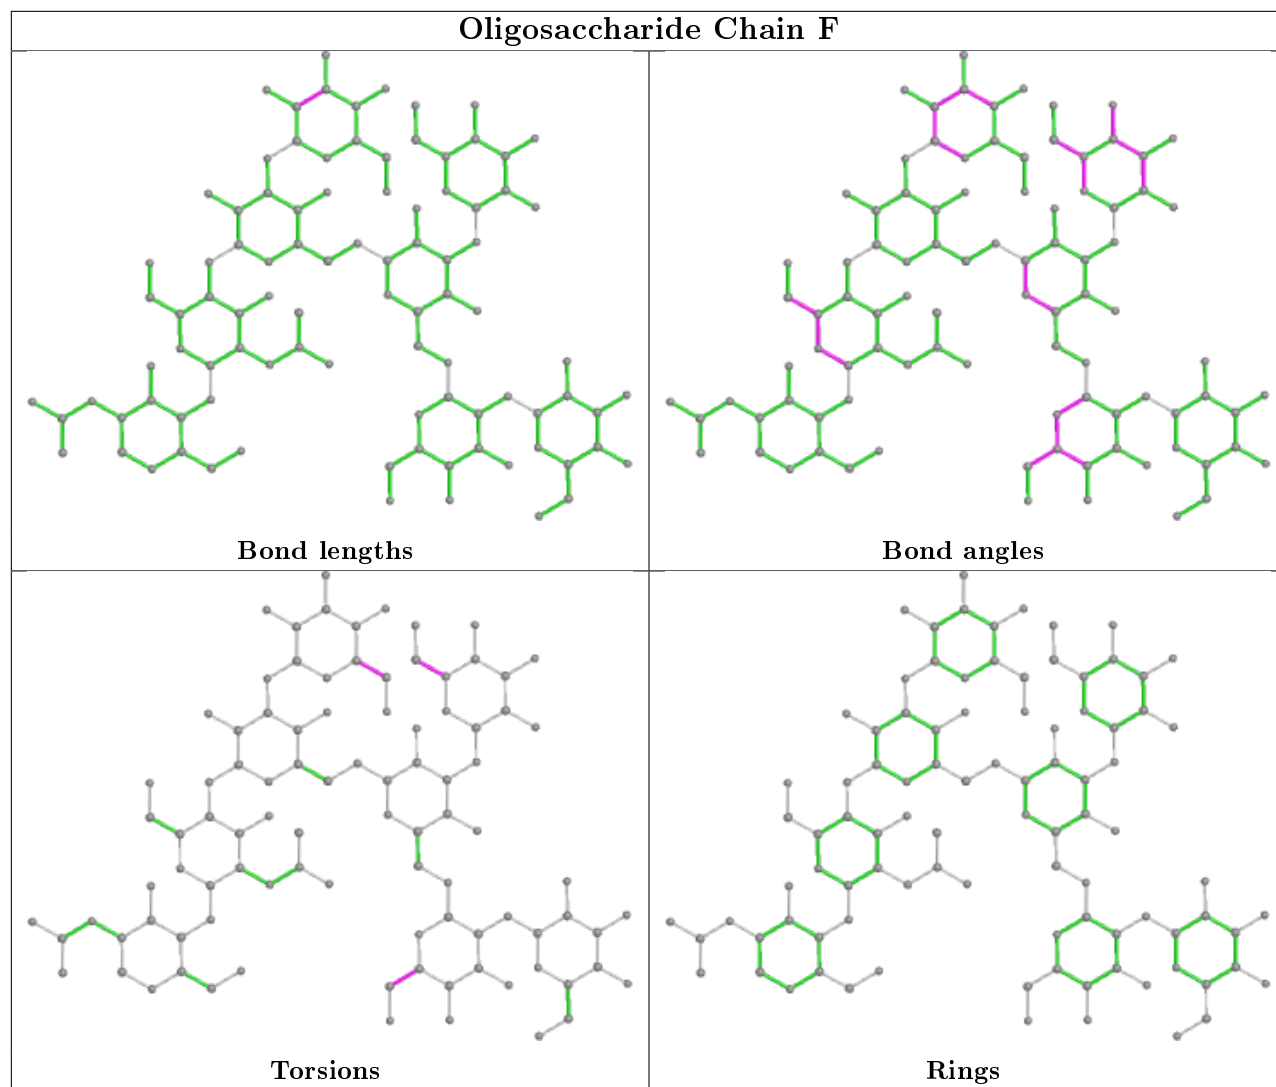 Oligosaccharide Chain F
Bond lengths
Bond angles
Torsions
Rings